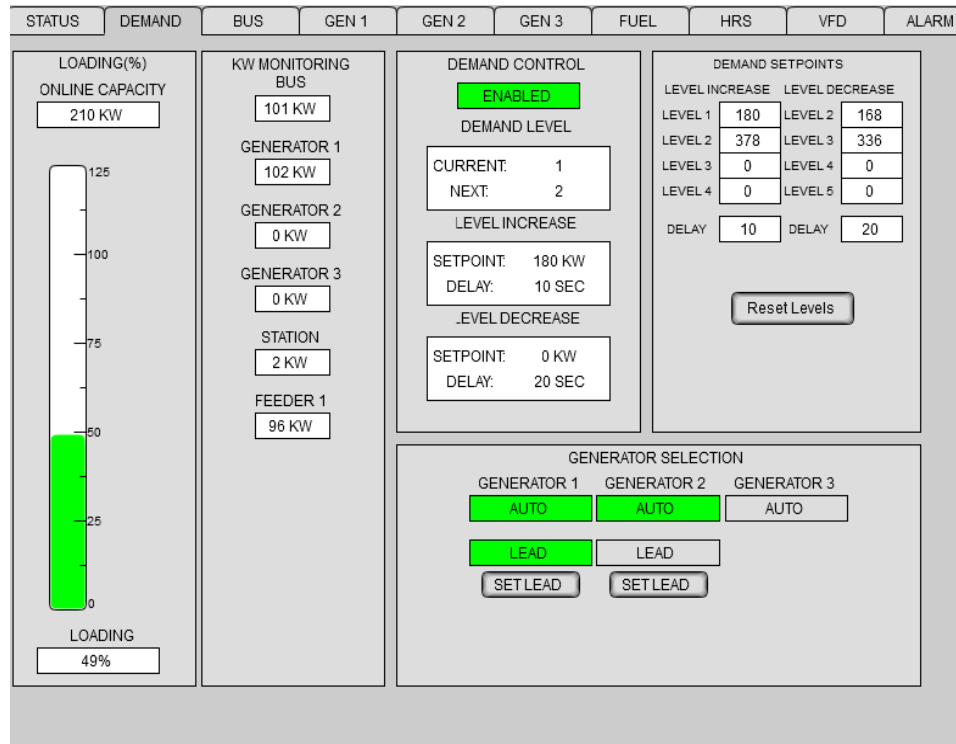 STATUS DEMAND BUS GEN 1 GEN 2 GEN 3 FUEL HRS VFD ALARM
LOADING(%)
ONLINE CAPACITY
210 KW
125
100
75
50
25
0
LOADING
49%
KW MONITORING
BUS
101 KW
GENERATOR 1
102 KW
GENERATOR 2
0 KW
GENERATOR 3
0 KW
STATION
2 KW
FEEDER 1
96 KW
DEMAND CONTROL
ENABLED
DEMAND LEVEL
CURRENT: 1
NEXT: 2
LEVEL INCREASE
SETPOINT: 180 KW
DELAY: 10 SEC
LEVEL DECREASE
SETPOINT: 0 KW
DELAY: 20 SEC
DEMAND SETPOINTS
LEVEL INCREASE LEVEL DECREASE
LEVEL 1 180 LEVEL 2 168
LEVEL 2 378 LEVEL 3 336
LEVEL 3 0 LEVEL 4 0
LEVEL 4 0 LEVEL 5 0
DELAY 10 DELAY 20
Reset Levels
GENERATOR SELECTION
GENERATOR 1 GENERATOR 2 GENERATOR 3
AUTO AUTO AUTO
LEAD LEAD
SET LEAD SET LEAD